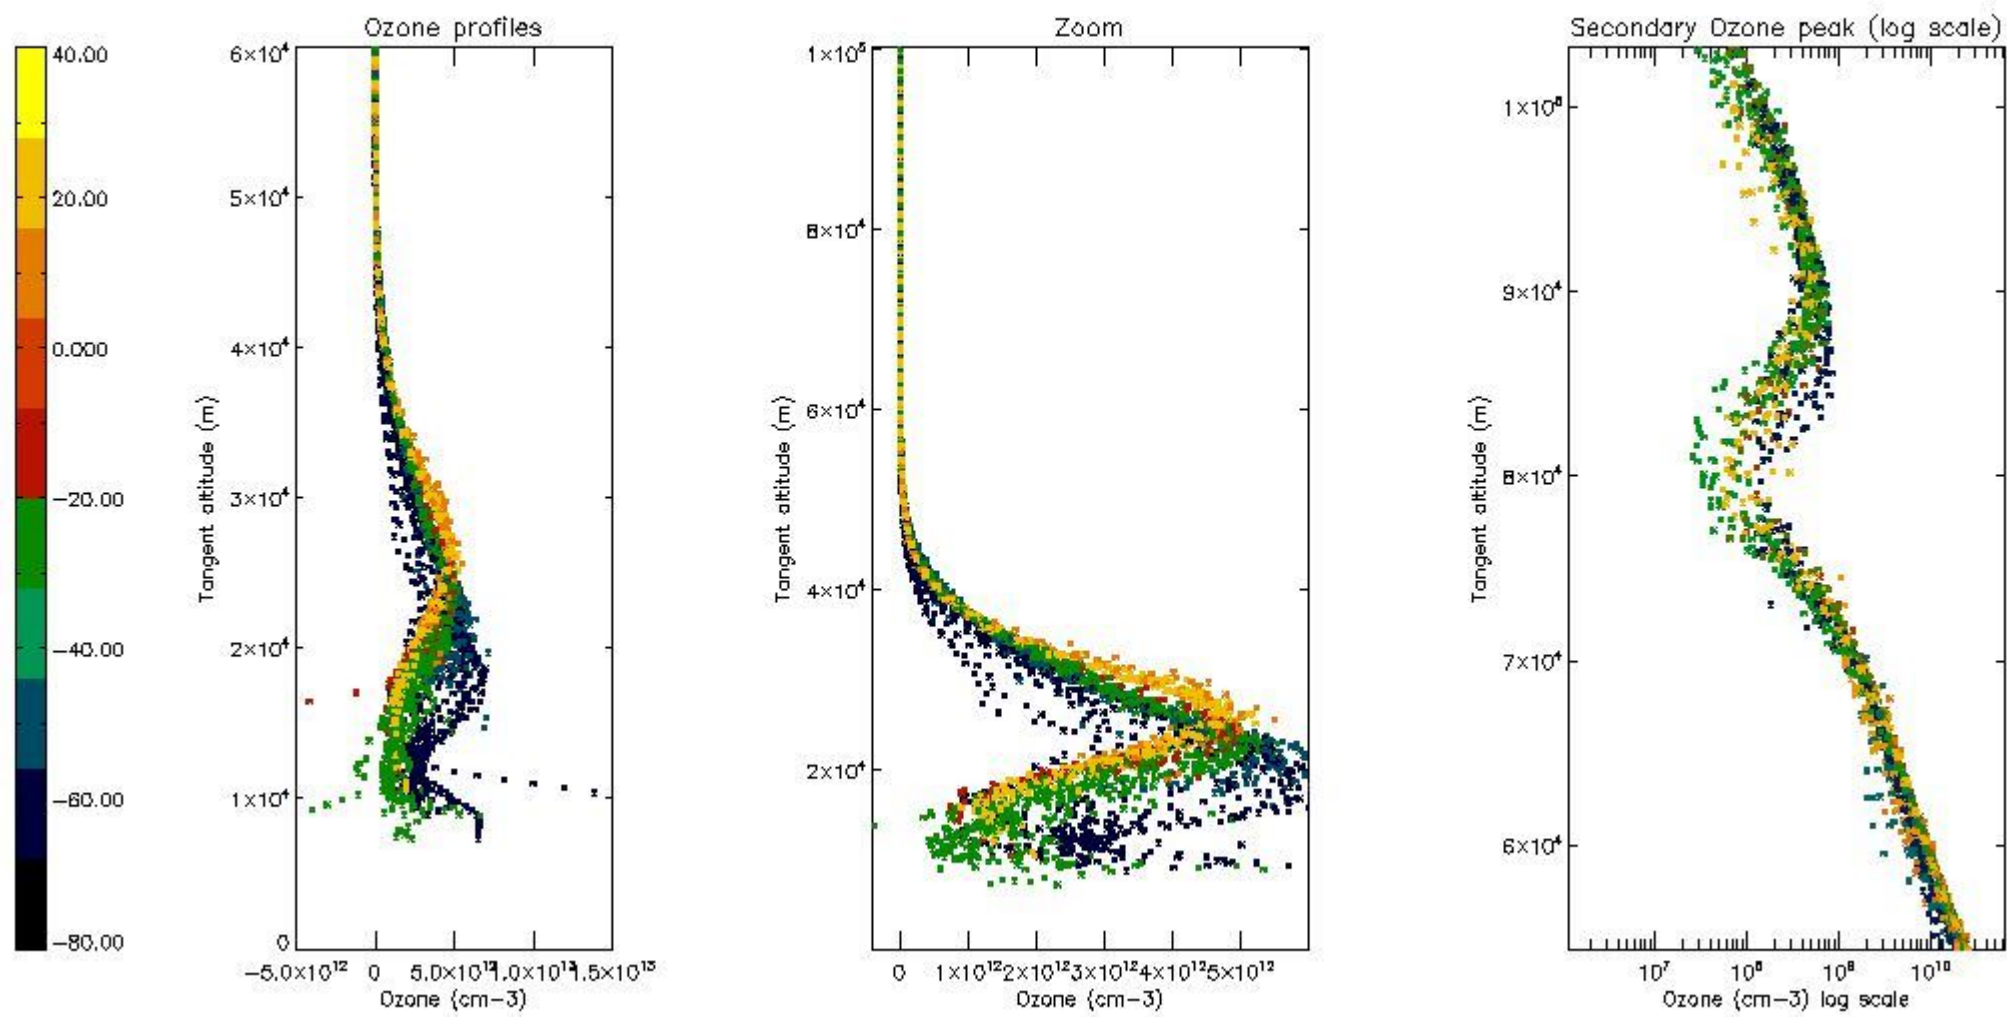 Ozone profiles
Zoom
Secondary Ozone peak (log scale)
40.00
20.00
0.000
−20.00
−40.00
−60.00
−80.00
6×10⁴
5×10⁴
4×10⁴
3×10⁴
2×10⁴
1×10⁴
0
Tangent altitude (m)
−5.0×10¹² 0 5.0×10¹² 1.0×10¹³ 1.5×10¹³
Ozone (cm−3)
1×10⁵
8×10⁴
6×10⁴
4×10⁴
2×10⁴
Tangent altitude (m)
0 1×10¹² 2×10¹² 3×10¹² 4×10¹² 5×10¹²
Ozone (cm−3)
1×10⁵
9×10⁴
8×10⁴
7×10⁴
6×10⁴
Tangent altitude (m)
10⁷ 10⁸ 10⁹ 10¹⁰
Ozone (cm−3) log scale